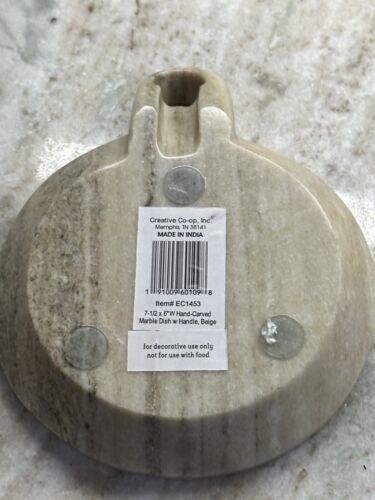 Creative Co-op, Inc.
Memphis, TN 38141
MADE IN INDIA
1 91009 60109 8
Item# EC1453
7-1/2 x 6"W Hand-Carved
Marble Dish w Handle, Beige
for decorative use only
not for use with food